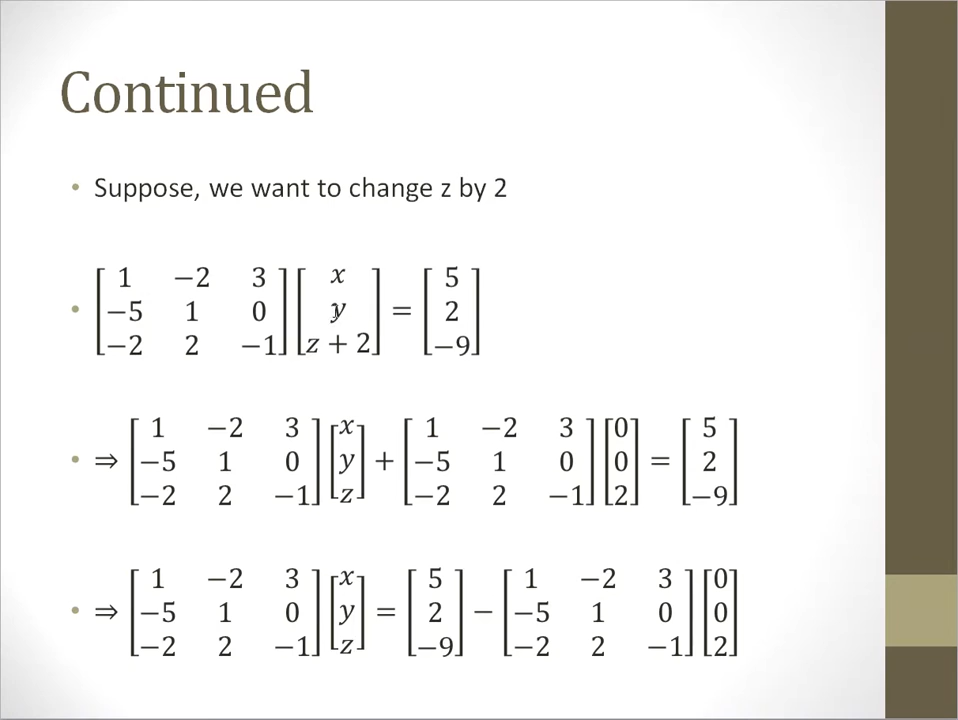 Continued
• Suppose, we want to change z by 2
• [1 −2 3; −5 1 0; −2 2 −1] [x; y; z + 2] = [5; 2; −9]
• ⇒ [1 −2 3; −5 1 0; −2 2 −1] [x; y; z] + [1 −2 3; −5 1 0; −2 2 −1] [0; 0; 2] = [5; 2; −9]
• ⇒ [1 −2 3; −5 1 0; −2 2 −1] [x; y; z] = [5; 2; −9] − [1 −2 3; −5 1 0; −2 2 −1] [0; 0; 2]